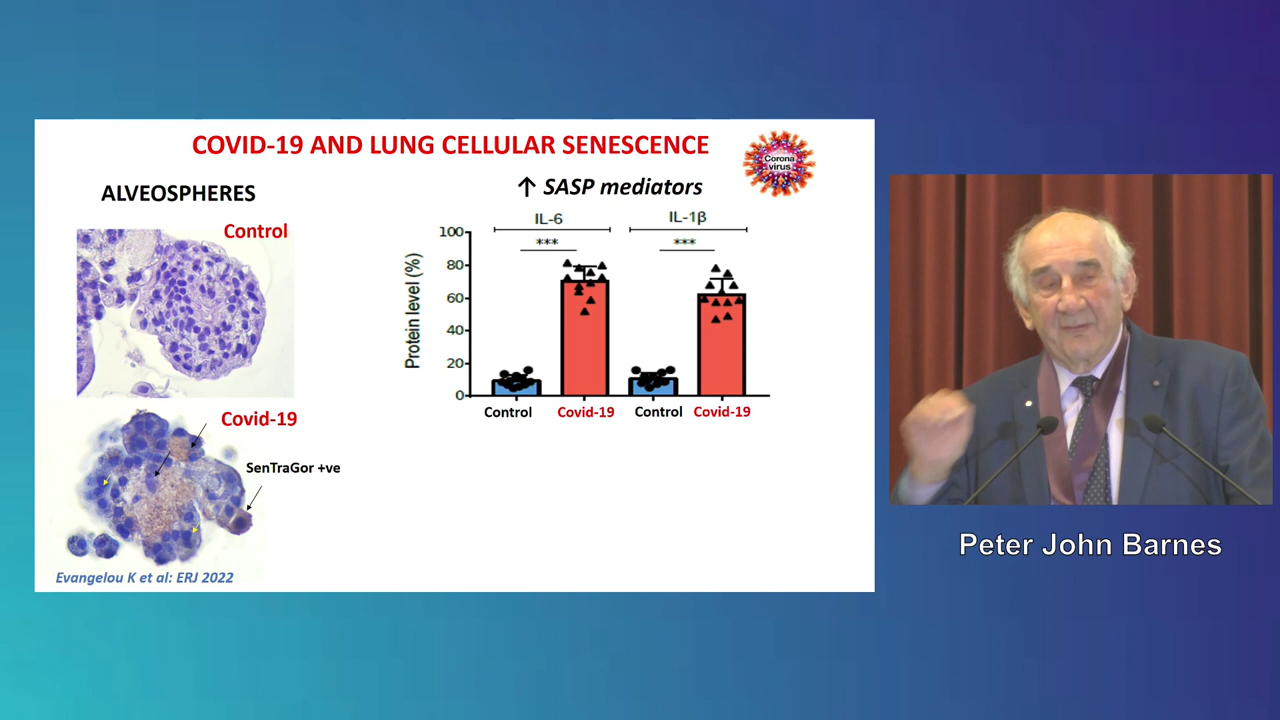 COVID-19 AND LUNG CELLULAR SENESCENCE
Corona
virus
ALVEOSPHERES
Control
Covid-19
SenTraGor +ve
Evangelou K et al: ERJ 2022
↑ SASP mediators
IL-6
IL-1β
***
***
Protein level (%)
100
80
60
40
20
0
Control
Covid-19
Control
Covid-19
Peter John Barnes